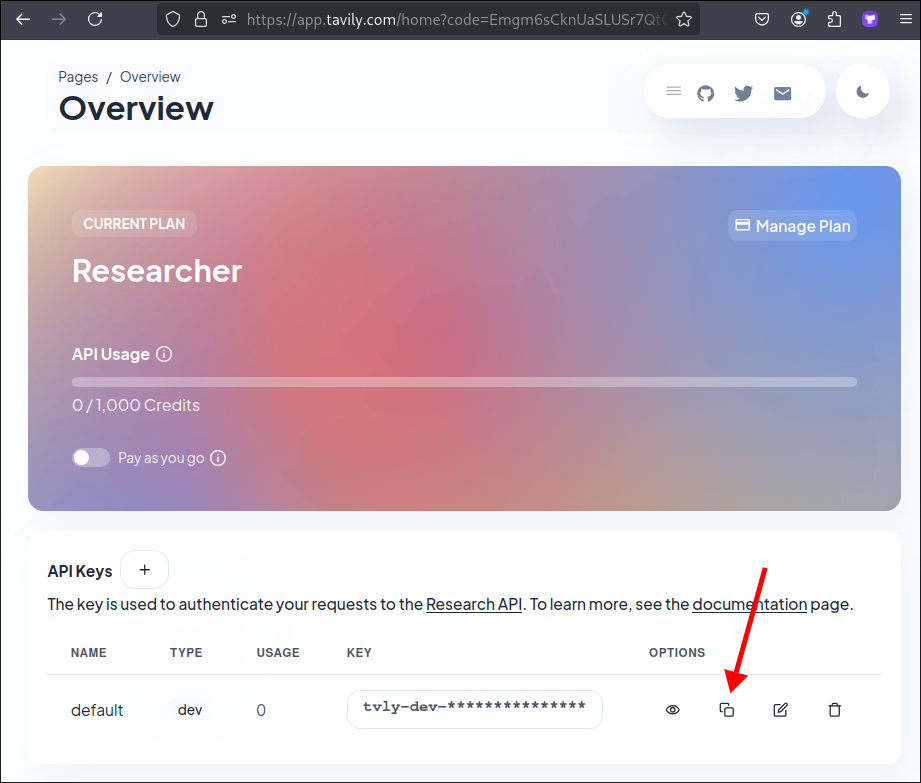 https://app.tavily.com/home?code=Emgm6sCknUaSLUSr7Qt
Pages / Overview
Overview
CURRENT PLAN
Manage Plan
Researcher
API Usage
0 / 1,000 Credits
Pay as you go
API Keys +
The key is used to authenticate your requests to the Research API. To learn more, see the documentation page.
NAME TYPE USAGE KEY OPTIONS
default dev 0 tvly-dev-***************